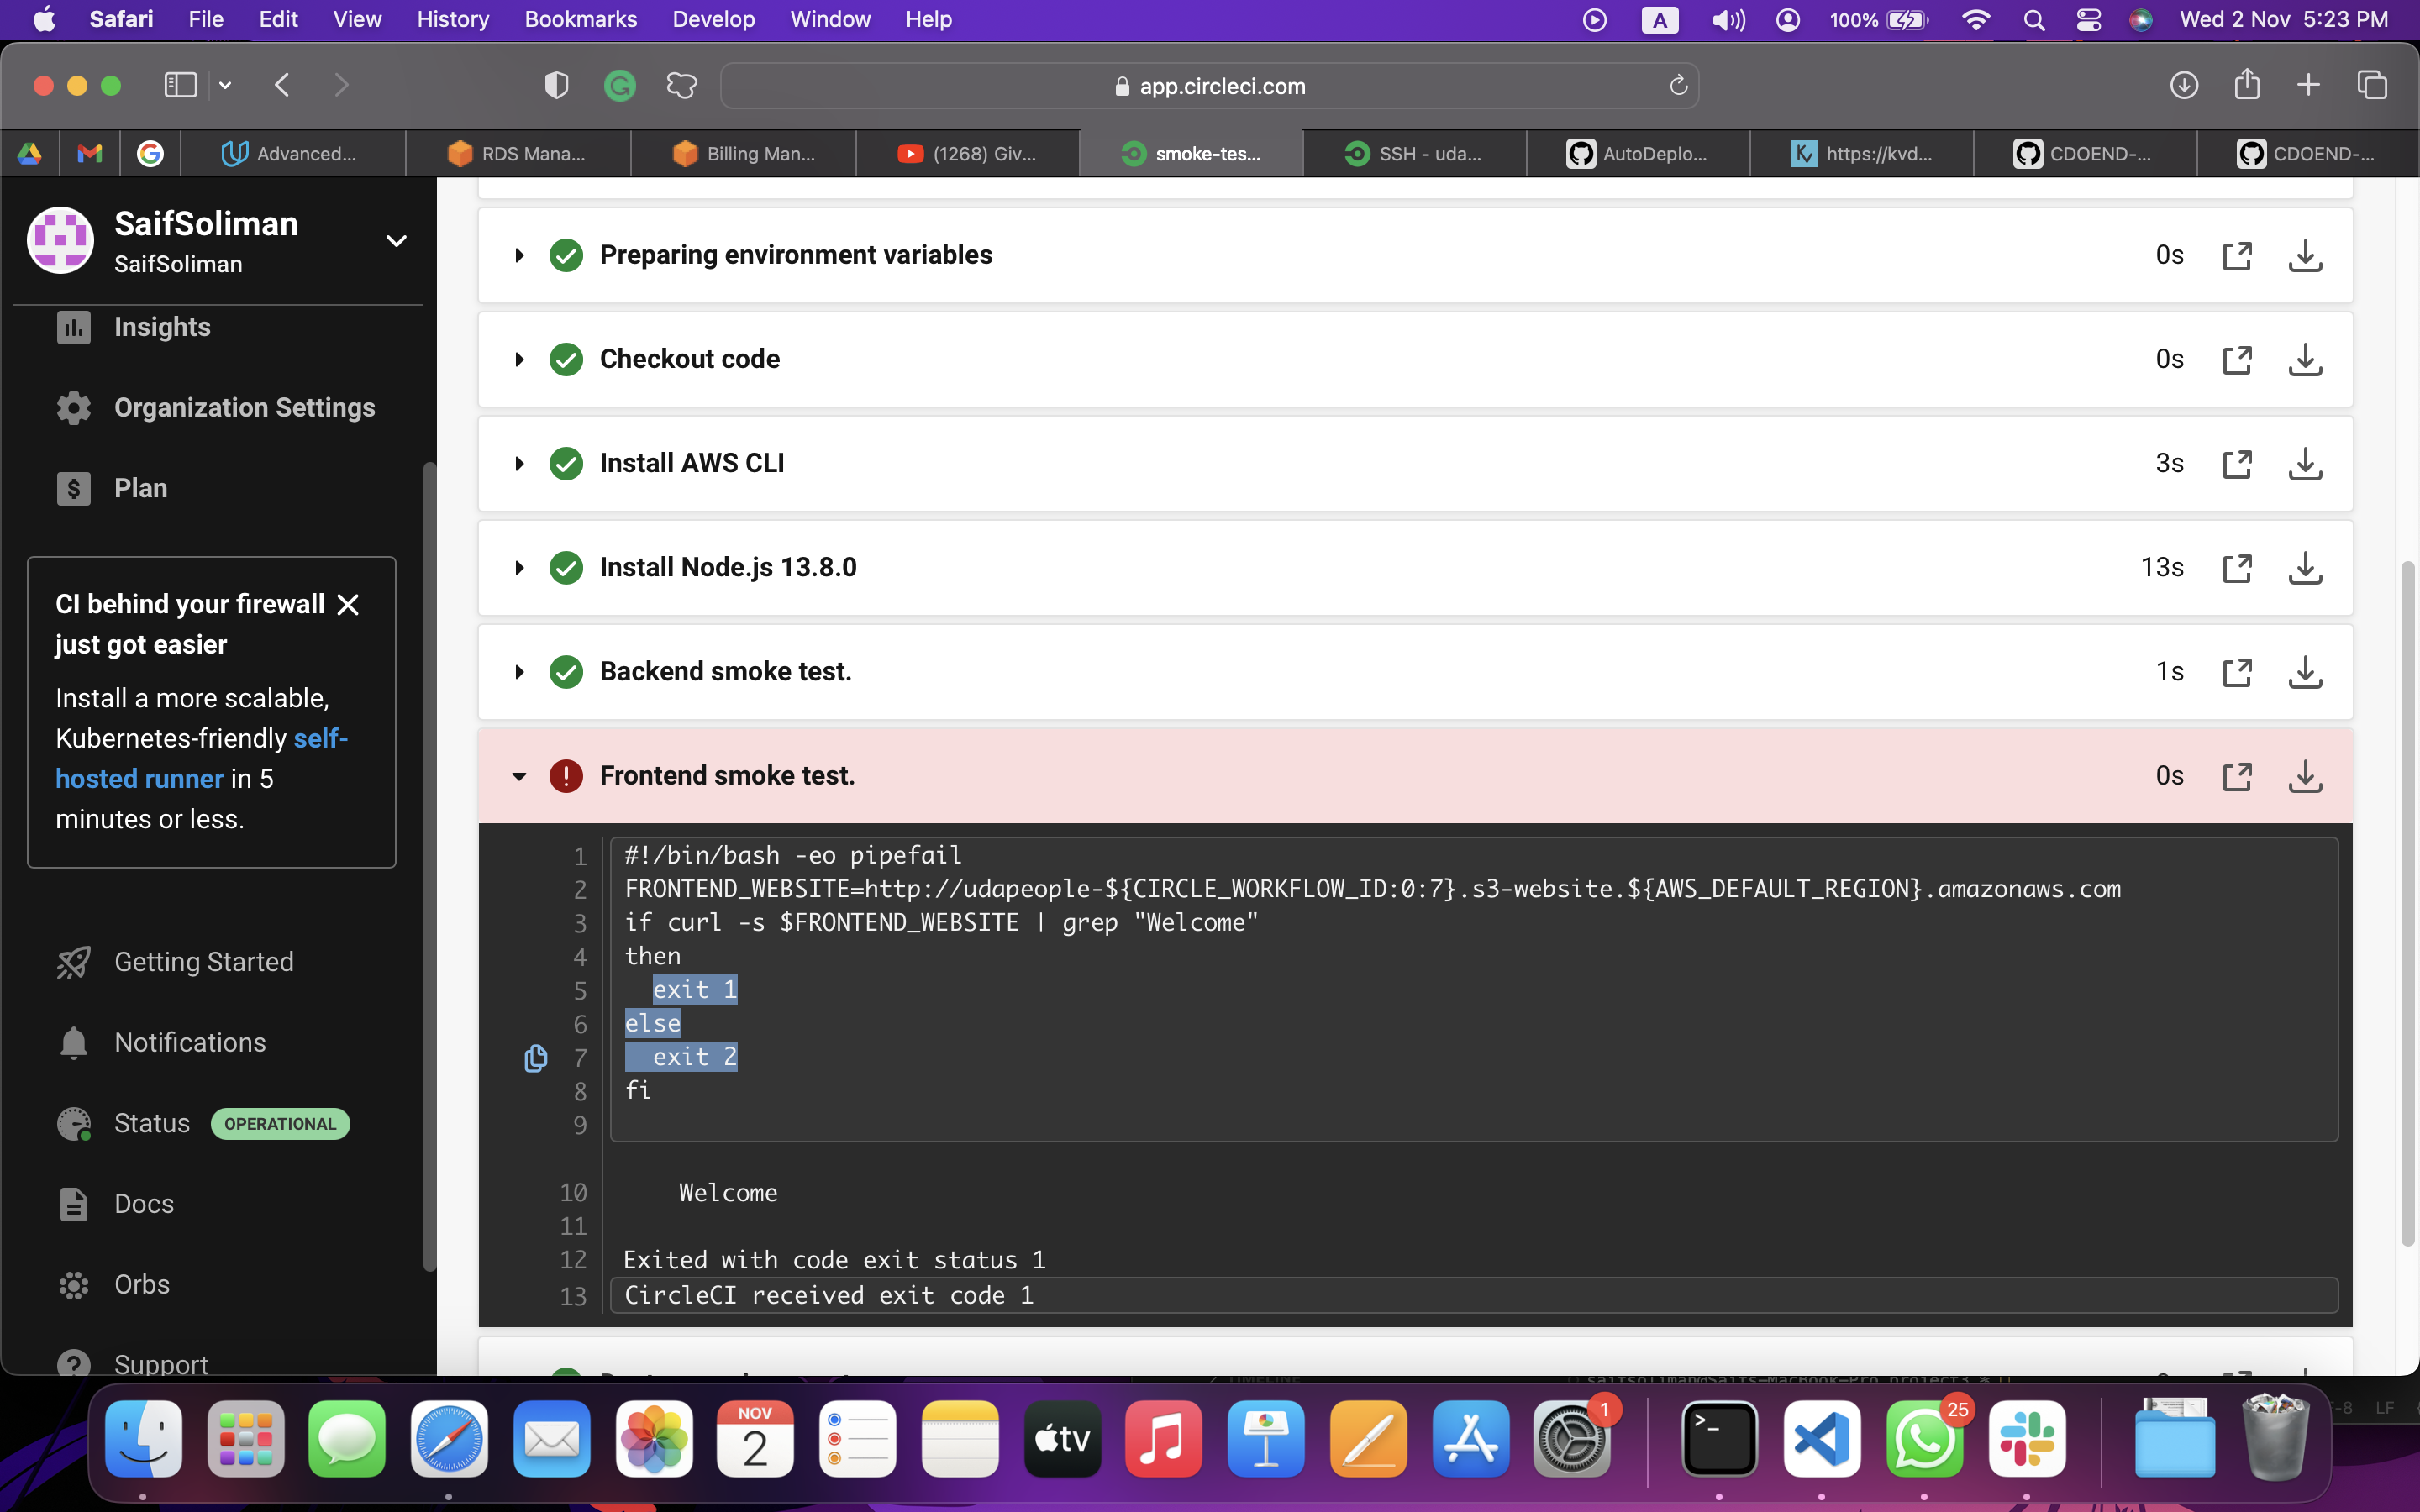 Safari File Edit View History Bookmarks Develop Window Help A 100% Wed 2 Nov 5:23 PM
app.circleci.com
Advanced... RDS Mana... Billing Man... (1268) Giv... smoke-tes... SSH - uda... AutoDeplo... https://kvd... CDOEND-... CDOEND-...
SaifSoliman
SaifSoliman
Insights
Organization Settings
Plan
CI behind your firewall
just got easier
Install a more scalable,
Kubernetes-friendly self-
hosted runner in 5
minutes or less.
Getting Started
Notifications
Status OPERATIONAL
Docs
Orbs
Support
Preparing environment variables 0s
Checkout code 0s
Install AWS CLI 3s
Install Node.js 13.8.0 13s
Backend smoke test. 1s
Frontend smoke test. 0s
1 #!/bin/bash -eo pipefail
2 FRONTEND_WEBSITE=http://udapeople-${CIRCLE_WORKFLOW_ID:0:7}.s3-website.${AWS_DEFAULT_REGION}.amazonaws.com
3 if curl -s $FRONTEND_WEBSITE | grep "Welcome"
4 then
5 exit 1
6 else
7 exit 2
8 fi
9
10 Welcome
11
12 Exited with code exit status 1
13 CircleCI received exit code 1
NOV
2
tv
1
25
LF